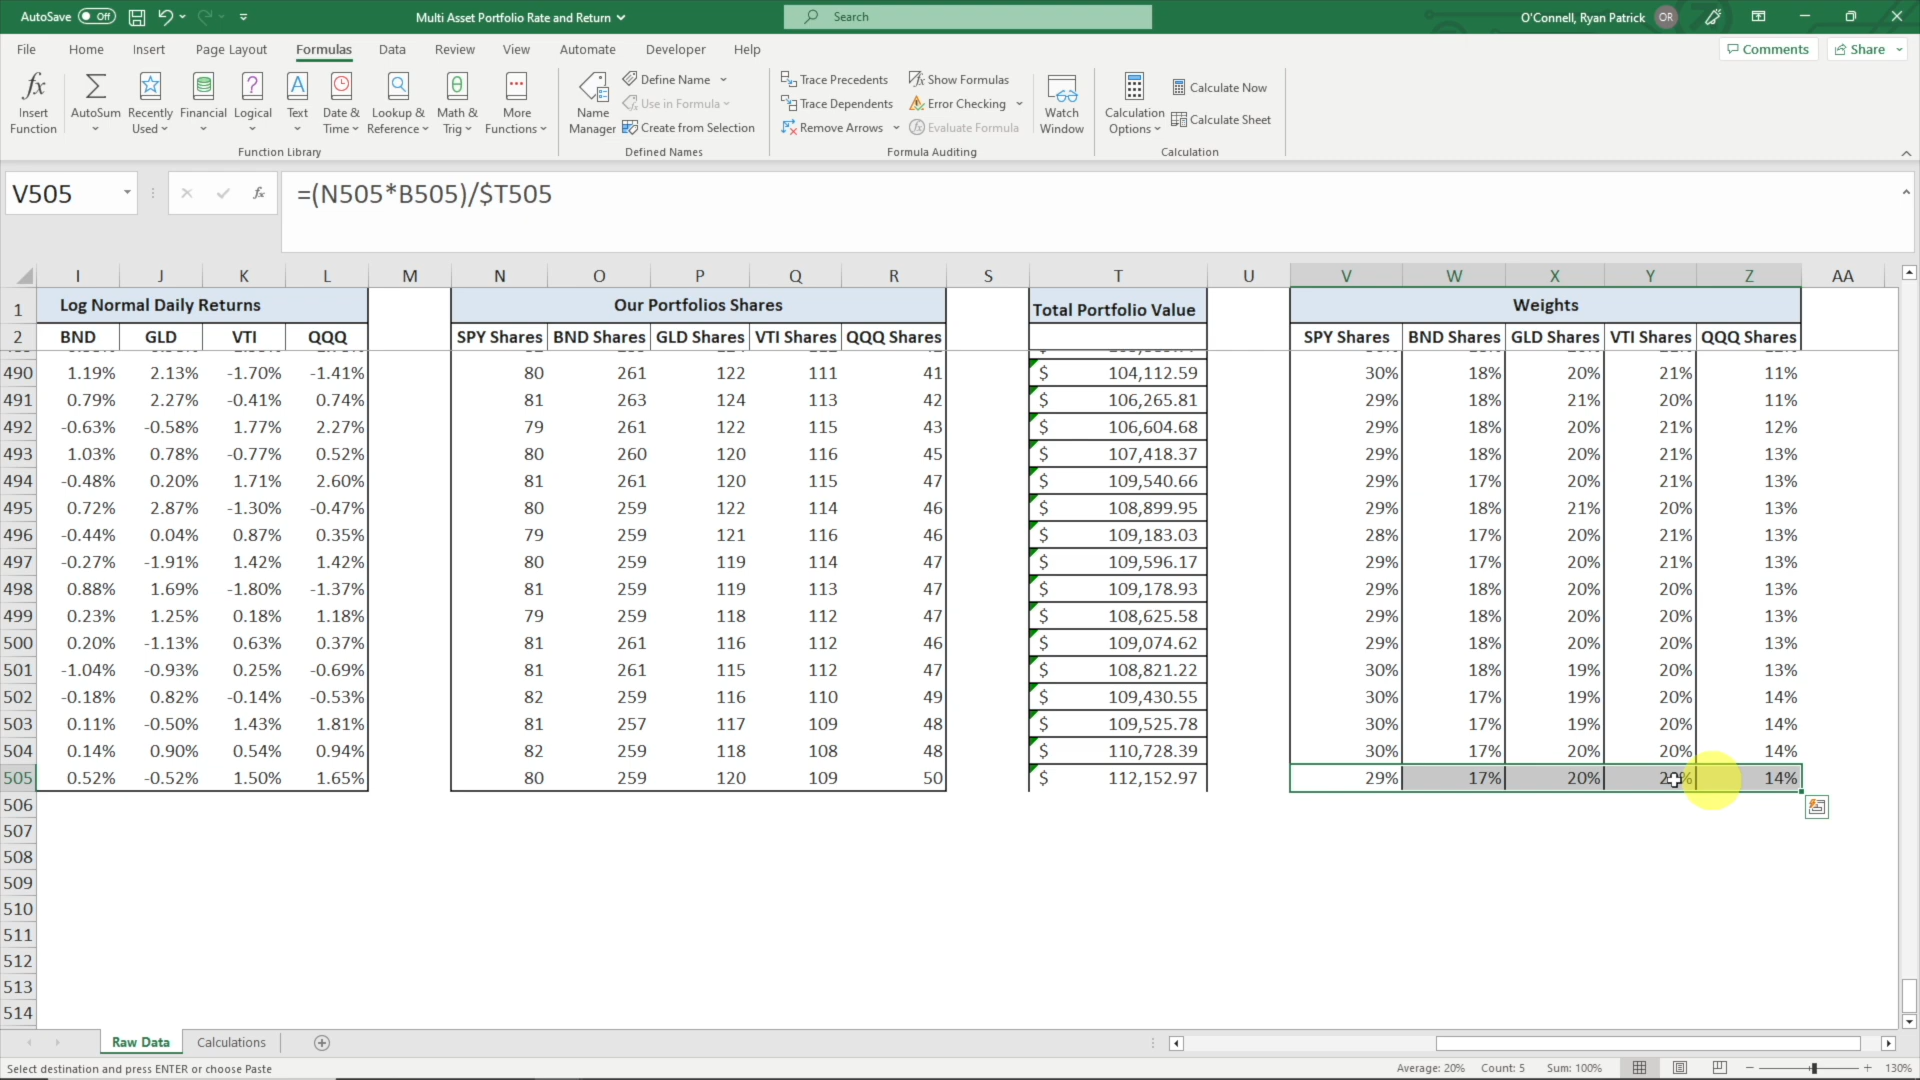 AutoSave Off Multi Asset Portfolio Rate and Return Search O'Connell, Ryan Patrick OR
File Home Insert Page Layout Formulas Data Review View Automate Developer Help Comments Share
Insert Function AutoSum Recently Used Financial Logical Text Date & Time Lookup & Reference Math & Trig More Functions
Function Library
Name Manager Define Name Use in Formula Create from Selection
Defined Names
Trace Precedents Trace Dependents Remove Arrows Show Formulas Error Checking Evaluate Formula Watch Window
Formula Auditing
Calculation Options Calculate Now Calculate Sheet
Calculation
V505 fx =(N505*B505)/$T505
I J K L M N O P Q R S T U V W X Y Z AA
1 Log Normal Daily Returns Our Portfolios Shares Total Portfolio Value Weights
2 BND GLD VTI QQQ SPY Shares BND Shares GLD Shares VTI Shares QQQ Shares SPY Shares BND Shares GLD Shares VTI Shares QQQ Shares
490 1.19% 2.13% -1.70% -1.41% 80 261 122 111 41 $ 104,112.59 30% 18% 20% 21% 11%
491 0.79% 2.27% -0.41% 0.74% 81 263 124 113 42 $ 106,265.81 29% 18% 21% 20% 11%
492 -0.63% -0.58% 1.77% 2.27% 79 261 122 115 43 $ 106,604.68 29% 18% 20% 21% 12%
493 1.03% 0.78% -0.77% 0.52% 80 260 120 116 45 $ 107,418.37 29% 18% 20% 21% 13%
494 -0.48% 0.20% 1.71% 2.60% 81 261 120 115 47 $ 109,540.66 29% 17% 20% 21% 13%
495 0.72% 2.87% -1.30% -0.47% 80 259 122 114 46 $ 108,899.95 29% 18% 21% 20% 13%
496 -0.44% 0.04% 0.87% 0.35% 79 259 121 116 46 $ 109,183.03 28% 17% 20% 21% 13%
497 -0.27% -1.91% 1.42% 1.42% 80 259 119 114 47 $ 109,596.17 29% 17% 20% 21% 13%
498 0.88% 1.69% -1.80% -1.37% 81 259 119 113 47 $ 109,178.93 29% 18% 20% 20% 13%
499 0.23% 1.25% 0.18% 1.18% 79 259 118 112 47 $ 108,625.58 29% 18% 20% 20% 13%
500 0.20% -1.13% 0.63% 0.37% 81 261 116 112 46 $ 109,074.62 29% 18% 20% 20% 13%
501 -1.04% -0.93% 0.25% -0.69% 81 261 115 112 47 $ 108,821.22 30% 18% 19% 20% 13%
502 -0.18% 0.82% -0.14% -0.53% 82 259 116 110 49 $ 109,430.55 30% 17% 19% 20% 14%
503 0.11% -0.50% 1.43% 1.81% 81 257 117 109 48 $ 109,525.78 30% 17% 19% 20% 14%
504 0.14% 0.90% 0.54% 0.94% 82 259 118 108 48 $ 110,728.39 30% 17% 20% 20% 14%
505 0.52% -0.52% 1.50% 1.65% 80 259 120 109 50 $ 112,152.97 29% 17% 20% 14%
506
507
508
509
510
511
512
513
514
Raw Data Calculations
Select destination and press ENTER or choose Paste Average: 20% Count: 5 Sum: 100% 130%